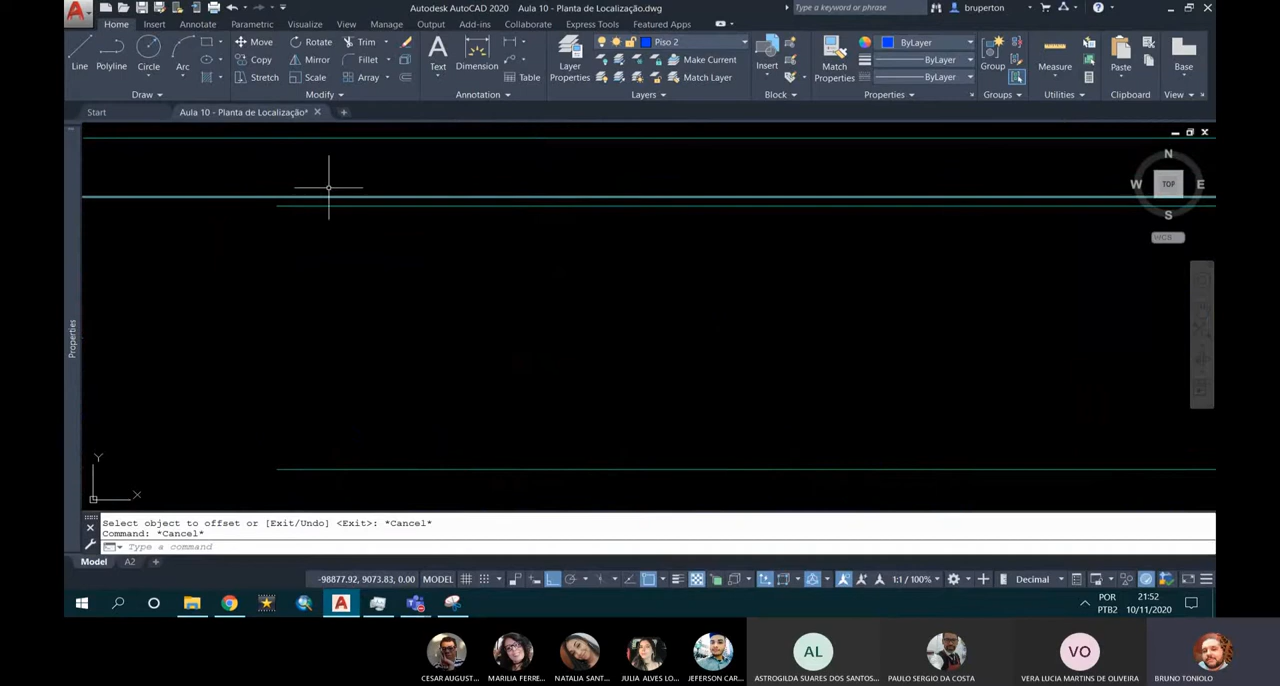 Autodesk AutoCAD 2020 Aula 10 - Planta de Localização.dwg Type a keyword or phrase bruperton
Home Insert Annotate Parametric Visualize View Manage Output Add-ins Collaborate Express Tools Featured Apps
Line Polyline Circle Arc
Move Rotate Trim
Copy Mirror Fillet
Stretch Scale Array
Text Dimension Table
Layer Properties
Piso 2
Make Current
Match Layer
Insert
Match Properties
ByLayer
ByLayer
ByLayer
Group Measure Paste Base
Draw Modify Annotation Layers Block Properties Groups Utilities Clipboard View
Start Aula 10 - Planta de Localização*
N
W TOP E
S
WCS
Properties
Y
X
Select object to offset or [Exit/Undo] <Exit>: *Cancel*
Command: *Cancel*
Type a command
Model A2
-98877.92, 9073.83, 0.00 MODEL 1:1 / 100% Decimal
POR
PTB2
21:52
10/11/2020
CESAR AUGUST... MARILIA FERRE... NATALIA SANT... JULIA ALVES LO... JEFERSON CAR...
AL
ASTROGILDA SUARES DOS SANTOS...
PAULO SERGIO DA COSTA
VO
VERA LUCIA MARTINS DE OLIVEIRA
BRUNO TONIOLO